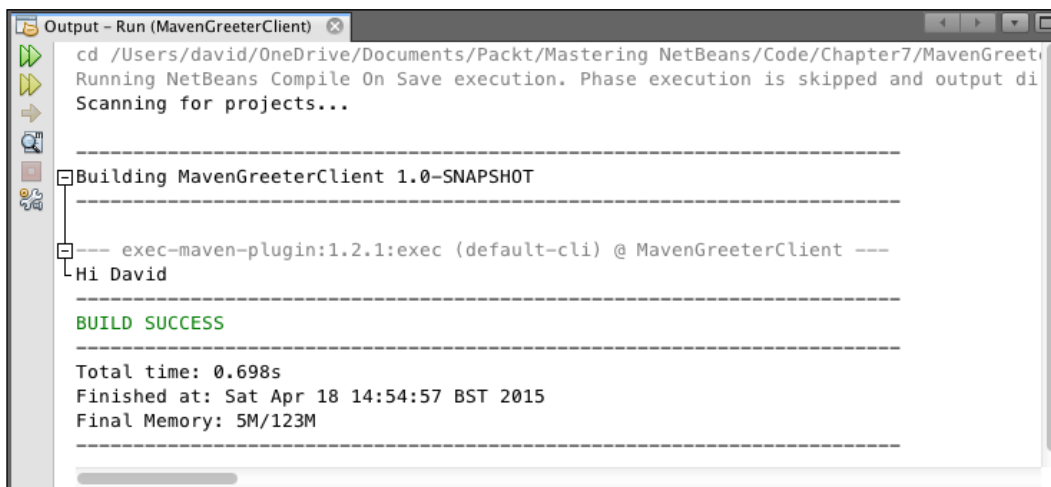 Output – Run (MavenGreeterClient)
cd /Users/david/OneDrive/Documents/Packt/Mastering NetBeans/Code/Chapter7/MavenGreet
Running NetBeans Compile On Save execution. Phase execution is skipped and output di
Scanning for projects...
------------------------------------------------------------------------
Building MavenGreeterClient 1.0-SNAPSHOT
------------------------------------------------------------------------
--- exec-maven-plugin:1.2.1:exec (default-cli) @ MavenGreeterClient ---
Hi David
------------------------------------------------------------------------
BUILD SUCCESS
------------------------------------------------------------------------
Total time: 0.698s
Finished at: Sat Apr 18 14:54:57 BST 2015
Final Memory: 5M/123M
------------------------------------------------------------------------